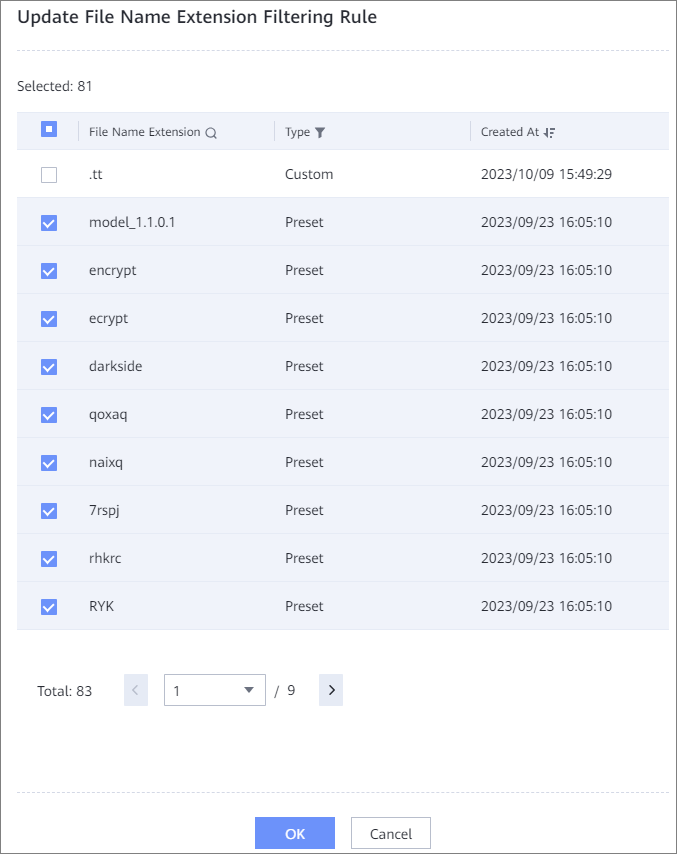 Update File Name Extension Filtering Rule
Selected: 81
File Name Extension Type Created At
.tt Custom 2023/10/09 15:49:29
model_1.1.0.1 Preset 2023/09/23 16:05:10
encrypt Preset 2023/09/23 16:05:10
ecrypt Preset 2023/09/23 16:05:10
darkside Preset 2023/09/23 16:05:10
qoxaq Preset 2023/09/23 16:05:10
naixq Preset 2023/09/23 16:05:10
7rspj Preset 2023/09/23 16:05:10
rhkrc Preset 2023/09/23 16:05:10
RYK Preset 2023/09/23 16:05:10
Total: 83 < 1 / 9 >
OK Cancel